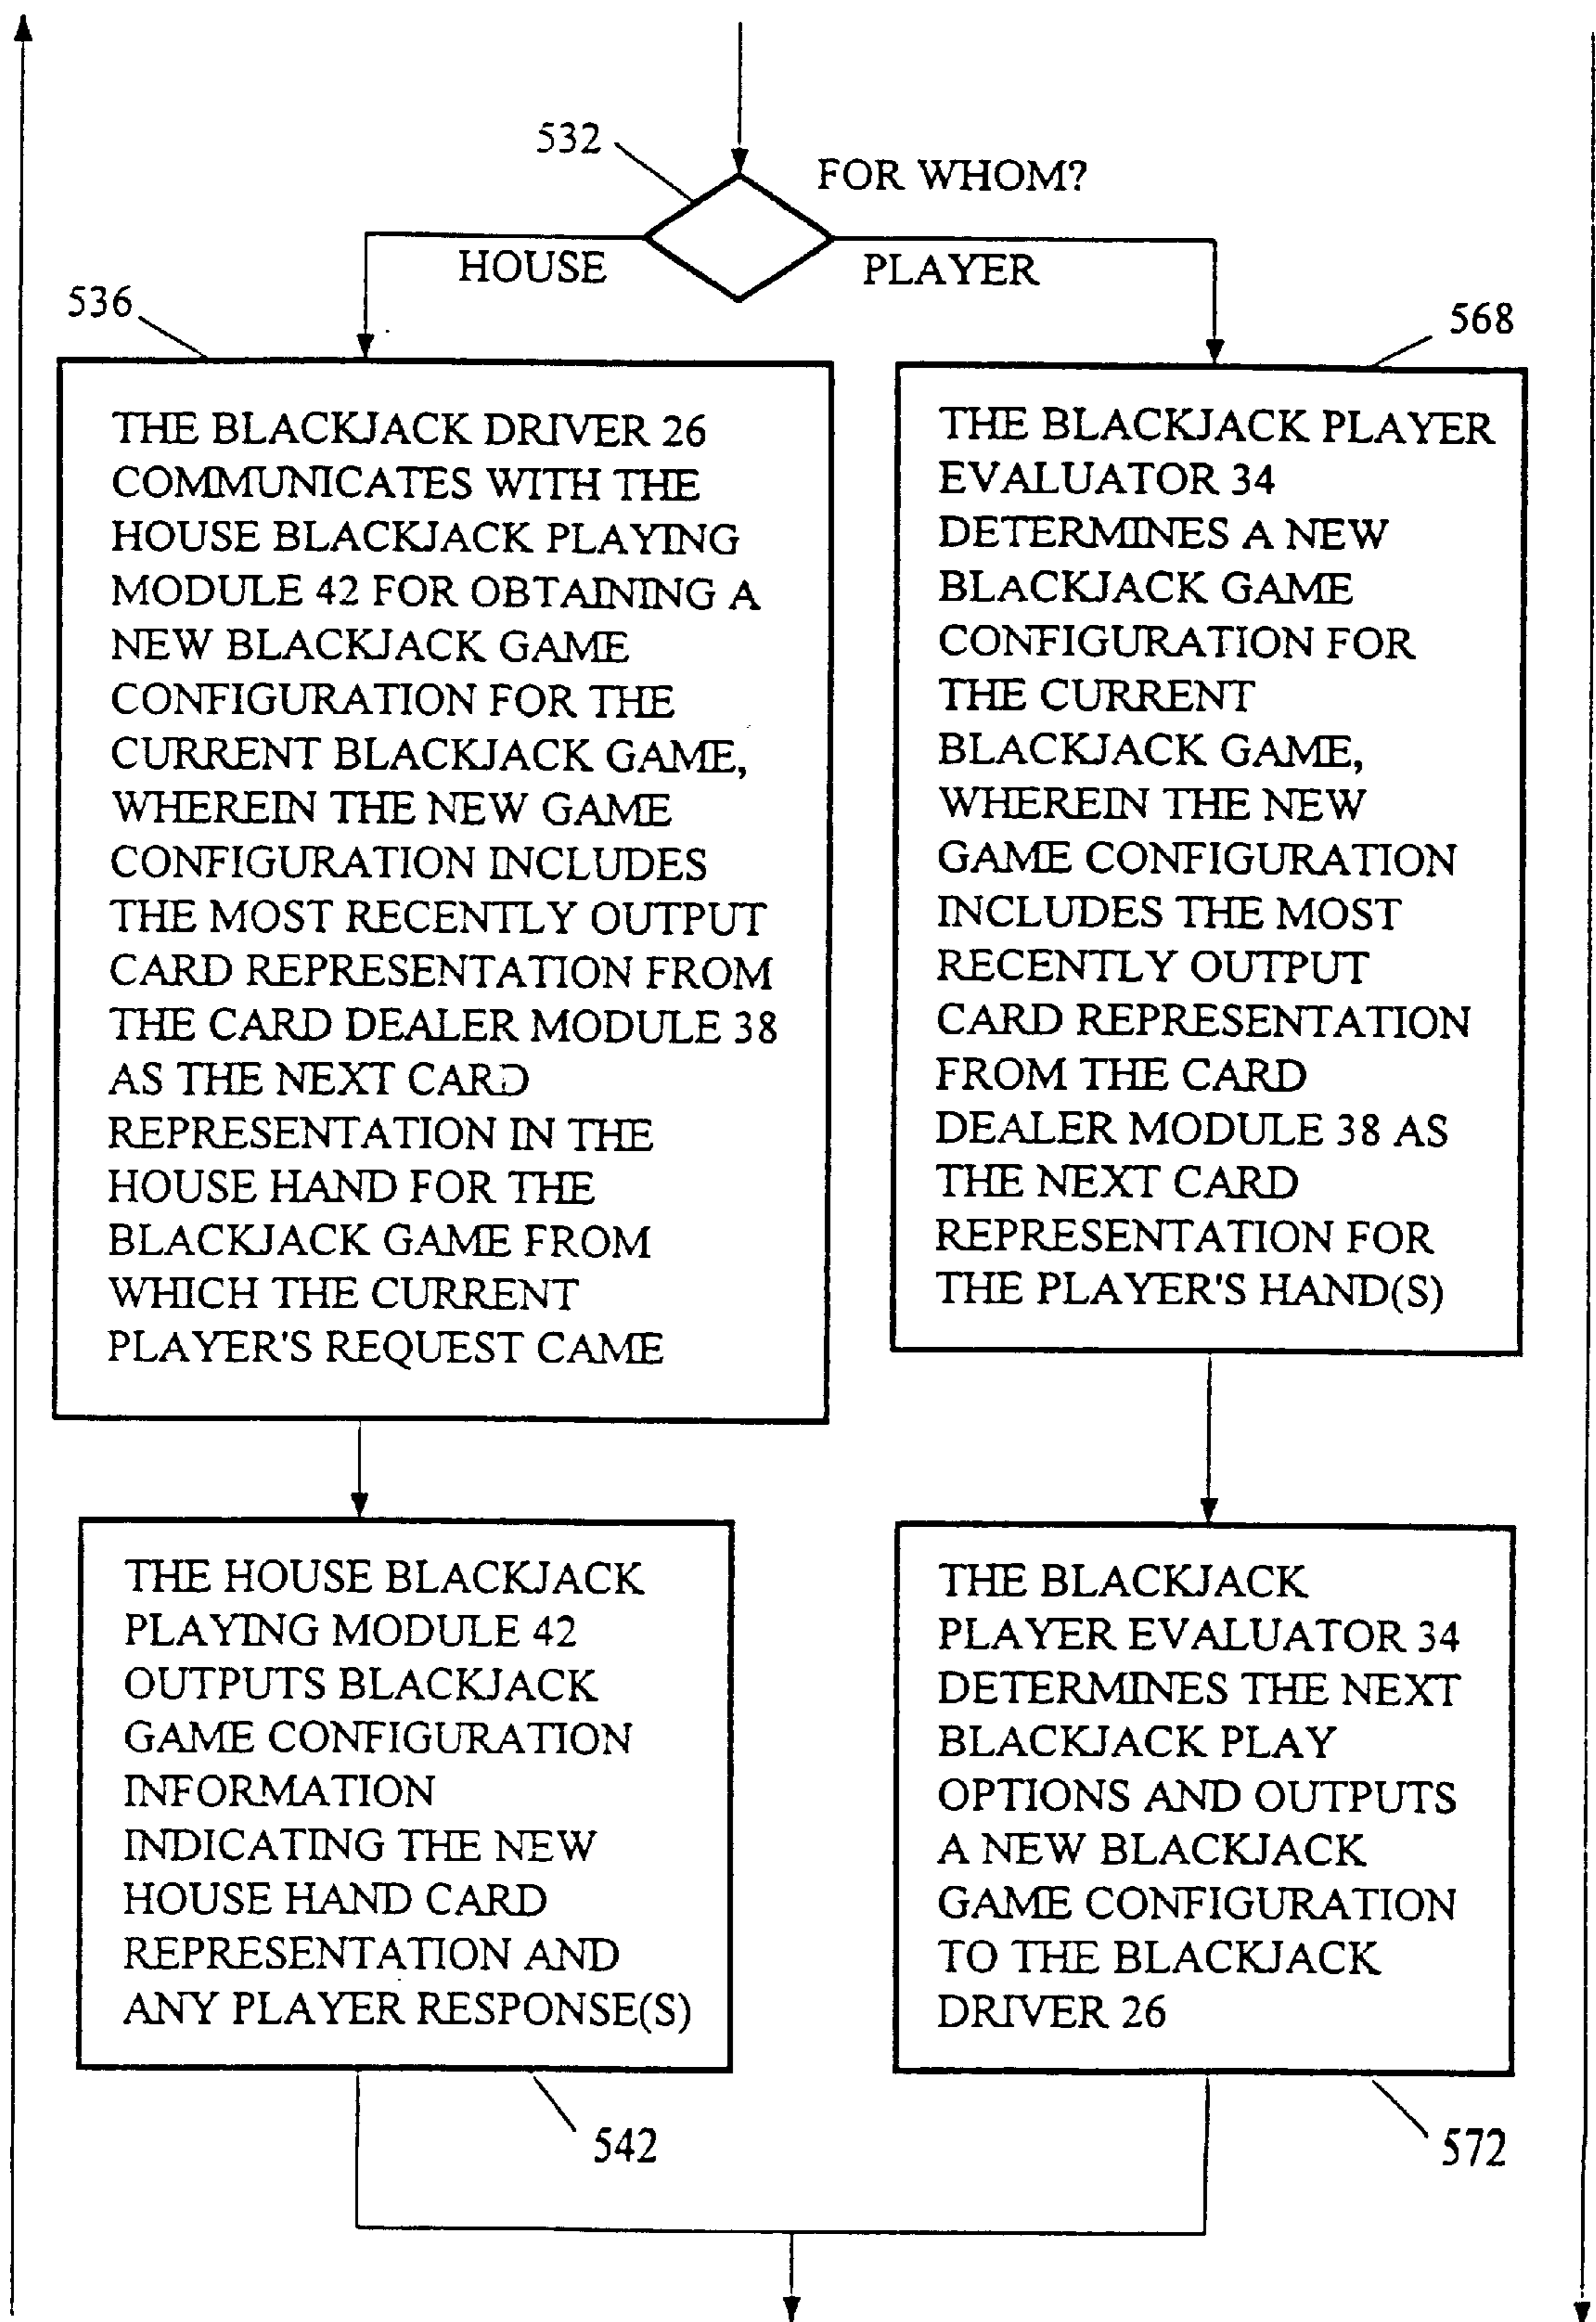 532
FOR WHOM?
HOUSE
PLAYER
536
568
THE BLACKJACK DRIVER 26
COMMUNICATES WITH THE
HOUSE BLACKJACK PLAYING
MODULE 42 FOR OBTAINING A
NEW BLACKJACK GAME
CONFIGURATION FOR THE
CURRENT BLACKJACK GAME,
WHEREIN THE NEW GAME
CONFIGURATION INCLUDES
THE MOST RECENTLY OUTPUT
CARD REPRESENTATION FROM
THE CARD DEALER MODULE 38
AS THE NEXT CARD
REPRESENTATION IN THE
HOUSE HAND FOR THE
BLACKJACK GAME FROM
WHICH THE CURRENT
PLAYER'S REQUEST CAME
THE BLACKJACK PLAYER
EVALUATOR 34
DETERMINES A NEW
BLACKJACK GAME
CONFIGURATION FOR
THE CURRENT
BLACKJACK GAME,
WHEREIN THE NEW
GAME CONFIGURATION
INCLUDES THE MOST
RECENTLY OUTPUT
CARD REPRESENTATION
FROM THE CARD
DEALER MODULE 38 AS
THE NEXT CARD
REPRESENTATION FOR
THE PLAYER'S HAND(S)
THE HOUSE BLACKJACK
PLAYING MODULE 42
OUTPUTS BLACKJACK
GAME CONFIGURATION
INFORMATION
INDICATING THE NEW
HOUSE HAND CARD
REPRESENTATION AND
ANY PLAYER RESPONSE(S)
THE BLACKJACK
PLAYER EVALUATOR 34
DETERMINES THE NEXT
BLACKJACK PLAY
OPTIONS AND OUTPUTS
A NEW BLACKJACK
GAME CONFIGURATION
TO THE BLACKJACK
DRIVER 26
542
572